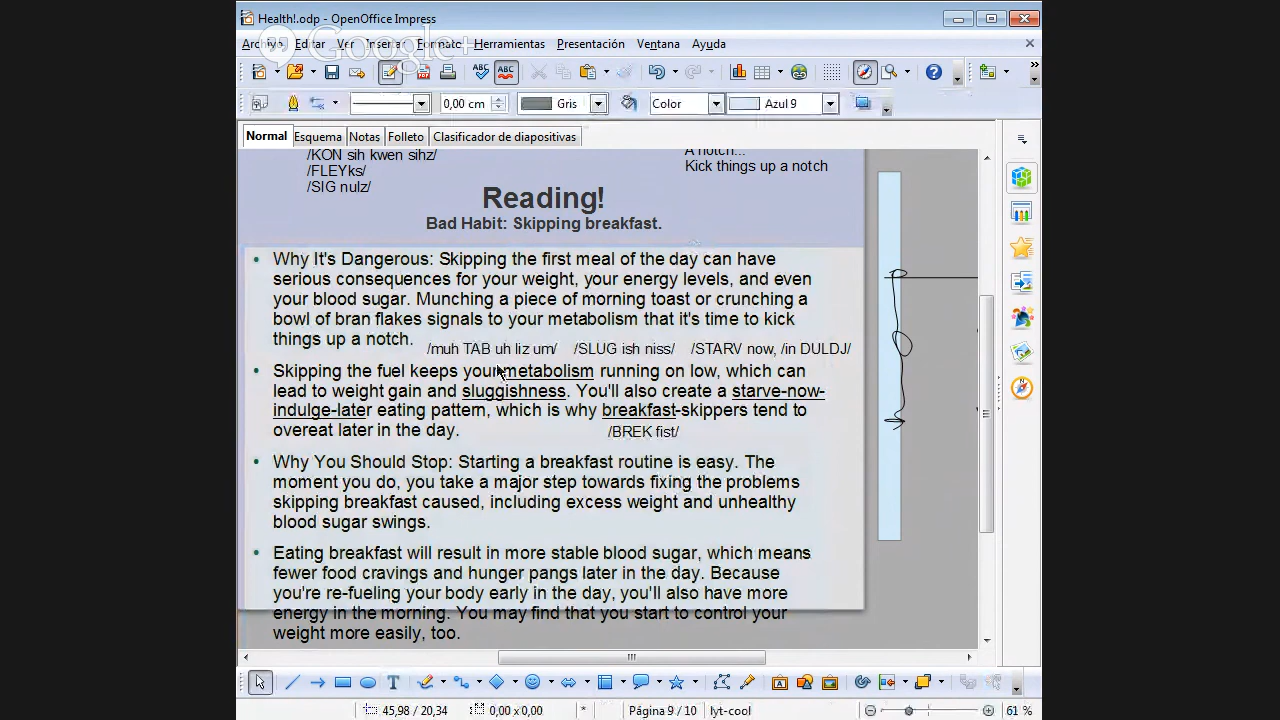 Health!.odp - OpenOffice Impress
Archivo Editar Ver Insertar Formato Herramientas Presentación Ventana Ayuda
Google+
0,00 cm Gris Color Azul 9
Normal Esquema Notas Folleto Clasificador de diapositivas
/KON sih kwen sihz/
/FLEYks/
/SIG nulz/
A notch...
Kick things up a notch
Reading!
Bad Habit: Skipping breakfast.
• Why It's Dangerous: Skipping the first meal of the day can have
serious consequences for your weight, your energy levels, and even
your blood sugar. Munching a piece of morning toast or crunching a
bowl of bran flakes signals to your metabolism that it's time to kick
things up a notch.
/muh TAB uh liz um/ /SLUG ish niss/ /STARV now, /in DULDJ/
• Skipping the fuel keeps your metabolism running on low, which can
lead to weight gain and sluggishness. You'll also create a starve-now-
indulge-later eating pattern, which is why breakfast-skippers tend to
overeat later in the day.
/BREK fist/
• Why You Should Stop: Starting a breakfast routine is easy. The
moment you do, you take a major step towards fixing the problems
skipping breakfast caused, including excess weight and unhealthy
blood sugar swings.
• Eating breakfast will result in more stable blood sugar, which means
fewer food cravings and hunger pangs later in the day. Because
you're re-fueling your body early in the day, you'll also have more
energy in the morning. You may find that you start to control your
weight more easily, too.
45,98 / 20,34 0,00 x 0,00 * Página 9 / 10 lyt-cool 61 %